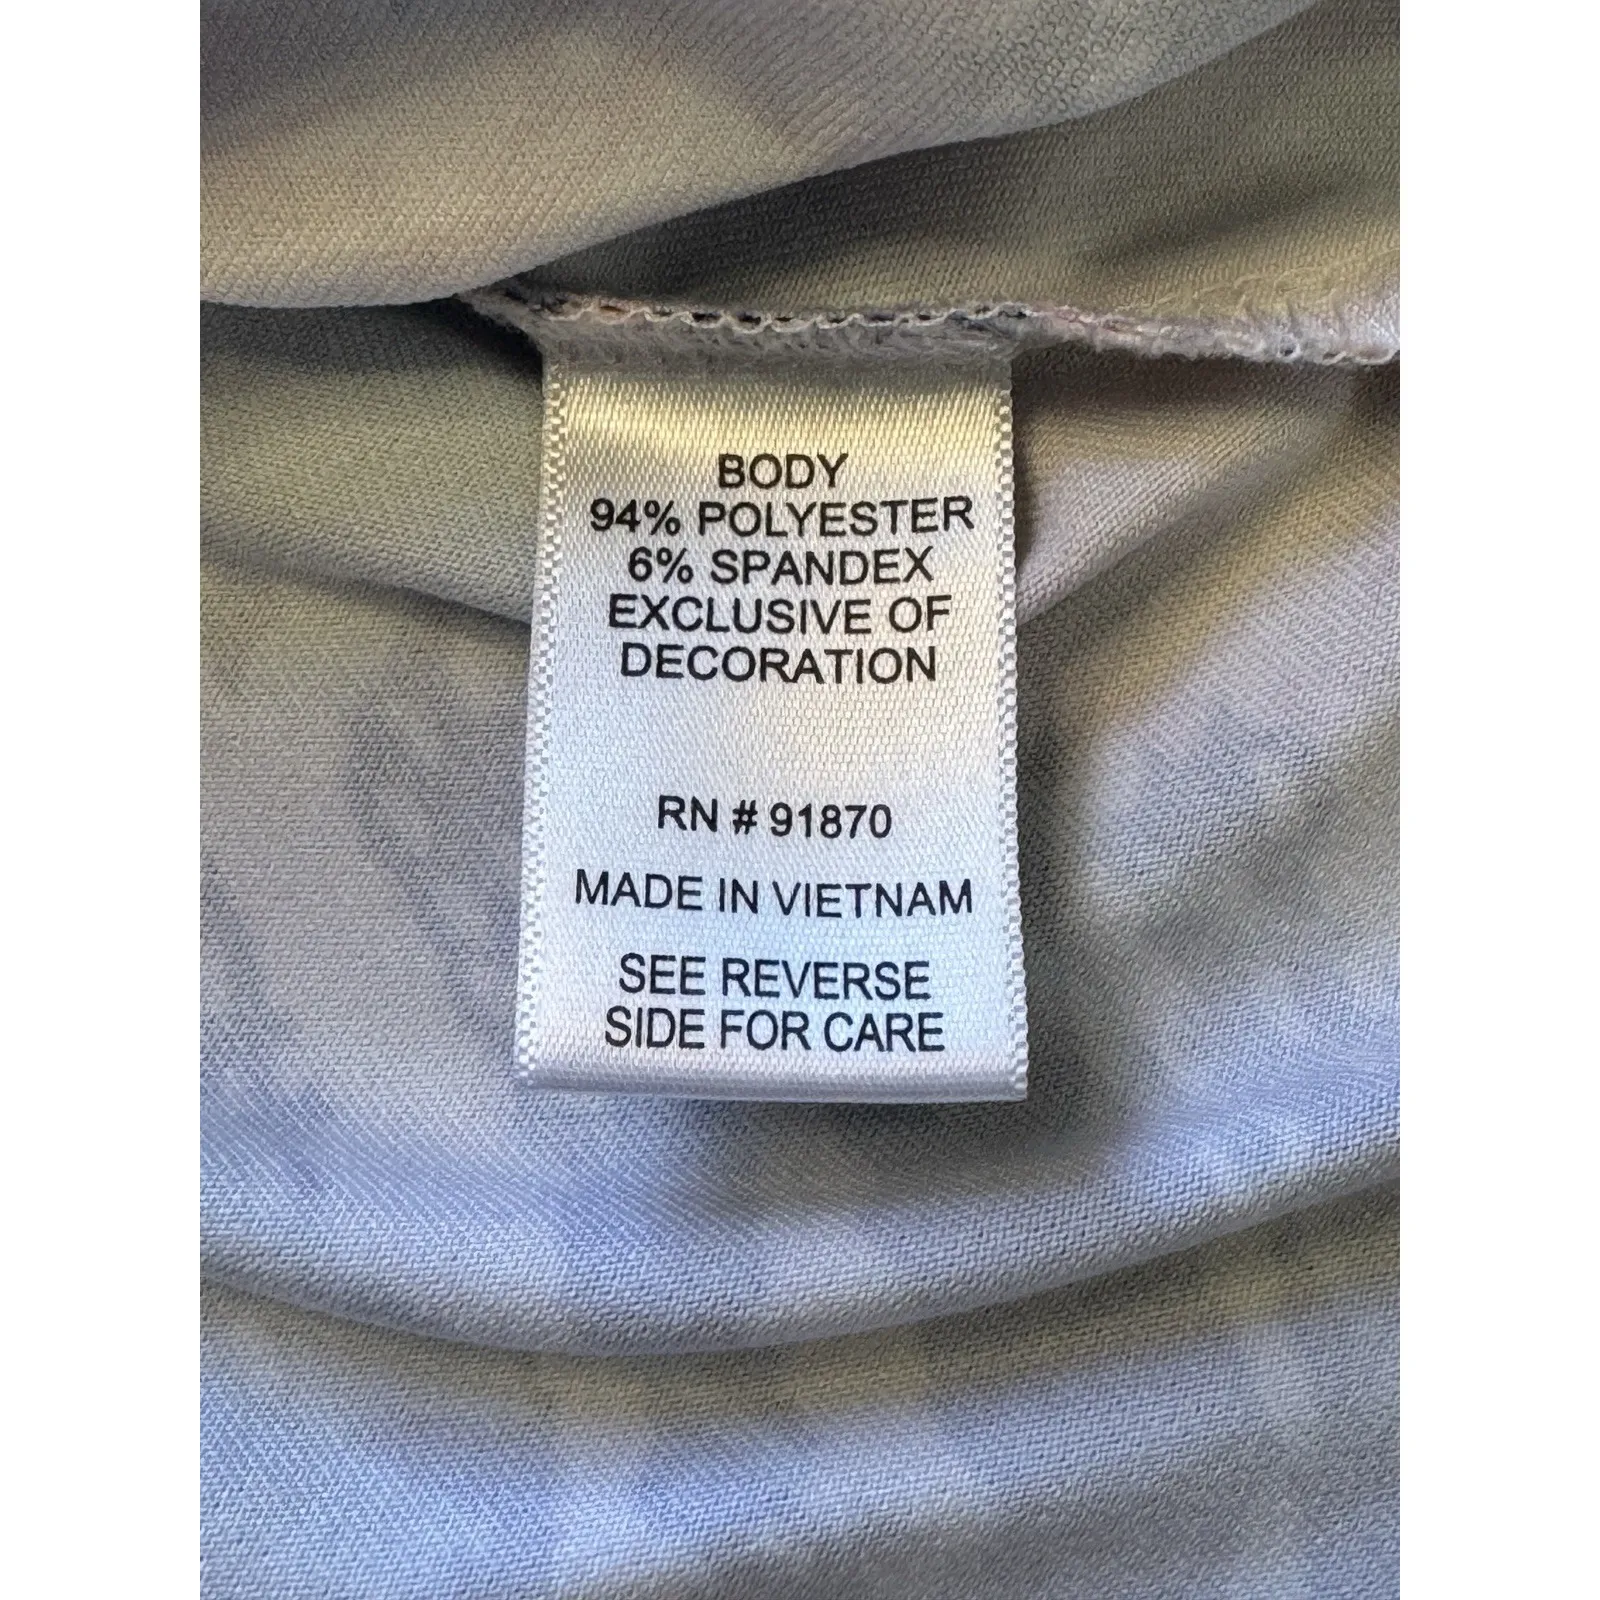 BODY
94% POLYESTER
6% SPANDEX
EXCLUSIVE OF
DECORATION
RN # 91870
MADE IN VIETNAM
SEE REVERSE
SIDE FOR CARE